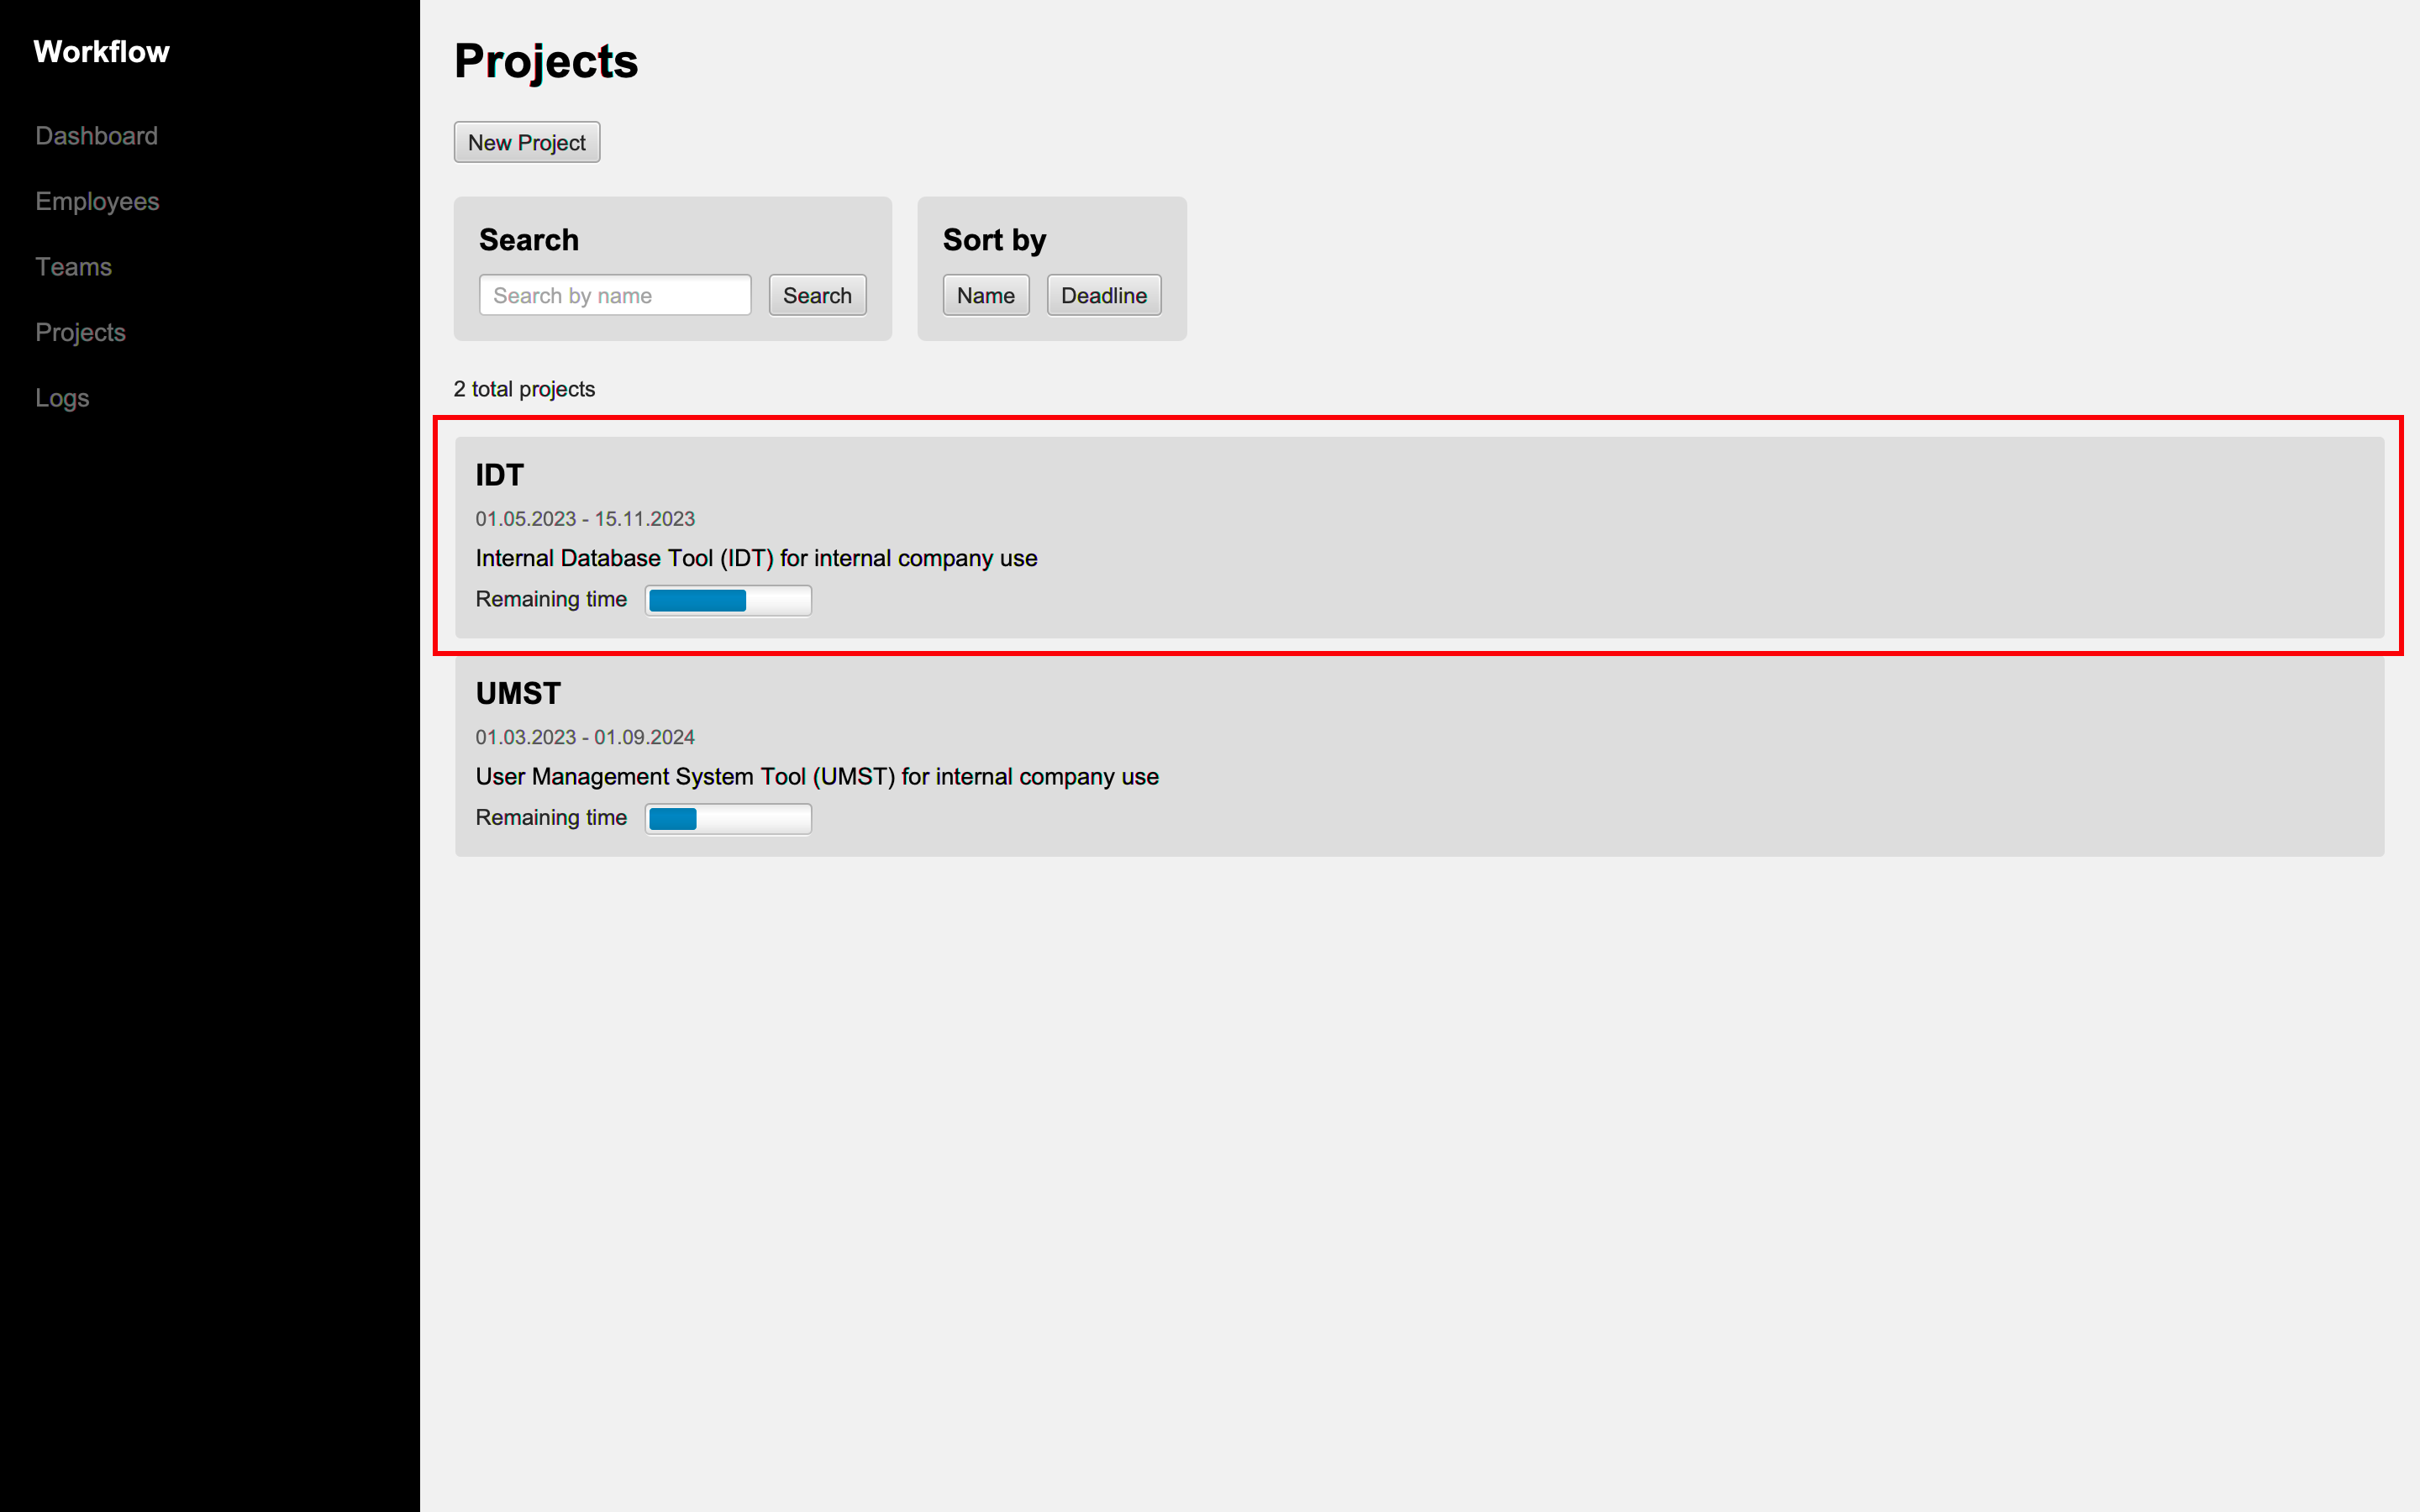 Workflow
Dashboard
Employees
Teams
Projects
Logs
Projects
New Project
Search
Search by name
Search
Sort by
Name
Deadline
2 total projects
IDT
01.05.2023 - 15.11.2023
Internal Database Tool (IDT) for internal company use
Remaining time
UMST
01.03.2023 - 01.09.2024
User Management System Tool (UMST) for internal company use
Remaining time